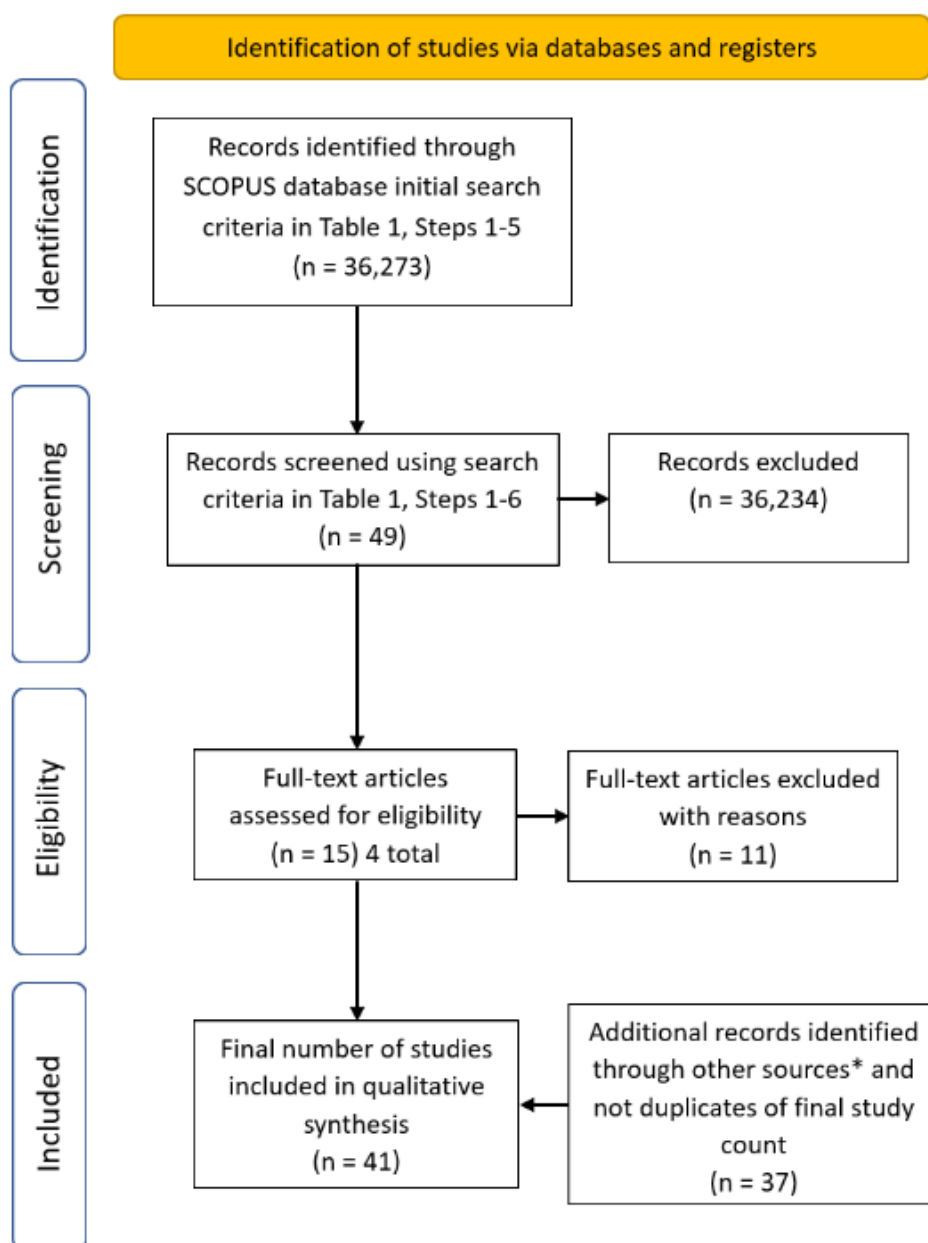 Identification of studies via databases and registers
Identification
Records identified through
SCOPUS database initial search
criteria in Table 1, Steps 1-5
(n = 36,273)
Screening
Records screened using search
criteria in Table 1, Steps 1-6
(n = 49)
Records excluded
(n = 36,234)
Eligibility
Full-text articles
assessed for eligibility
(n = 15) 4 total
Full-text articles excluded
with reasons
(n = 11)
Included
Final number of studies
included in qualitative
synthesis
(n = 41)
Additional records identified
through other sources* and
not duplicates of final study
count
(n = 37)